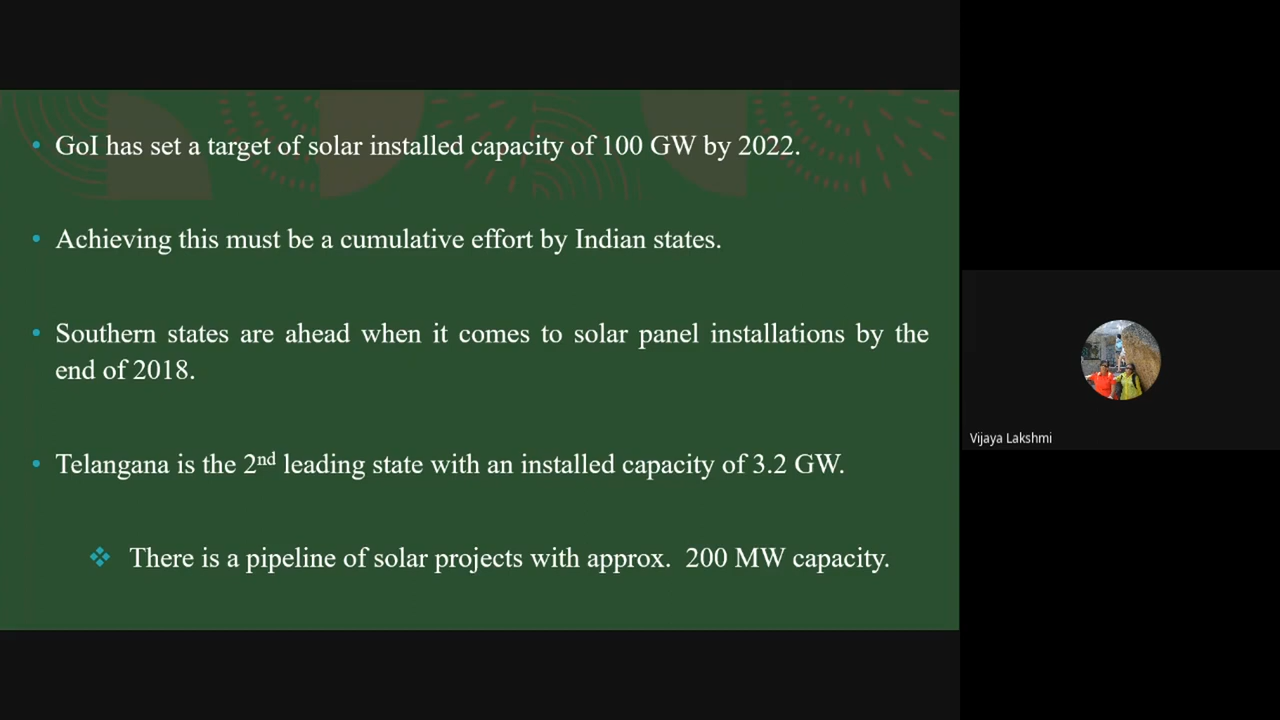 • GoI has set a target of solar installed capacity of 100 GW by 2022.
• Achieving this must be a cumulative effort by Indian states.
• Southern states are ahead when it comes to solar panel installations by the
end of 2018.
• Telangana is the 2nd leading state with an installed capacity of 3.2 GW.
❖ There is a pipeline of solar projects with approx. 200 MW capacity.
Vijaya Lakshmi